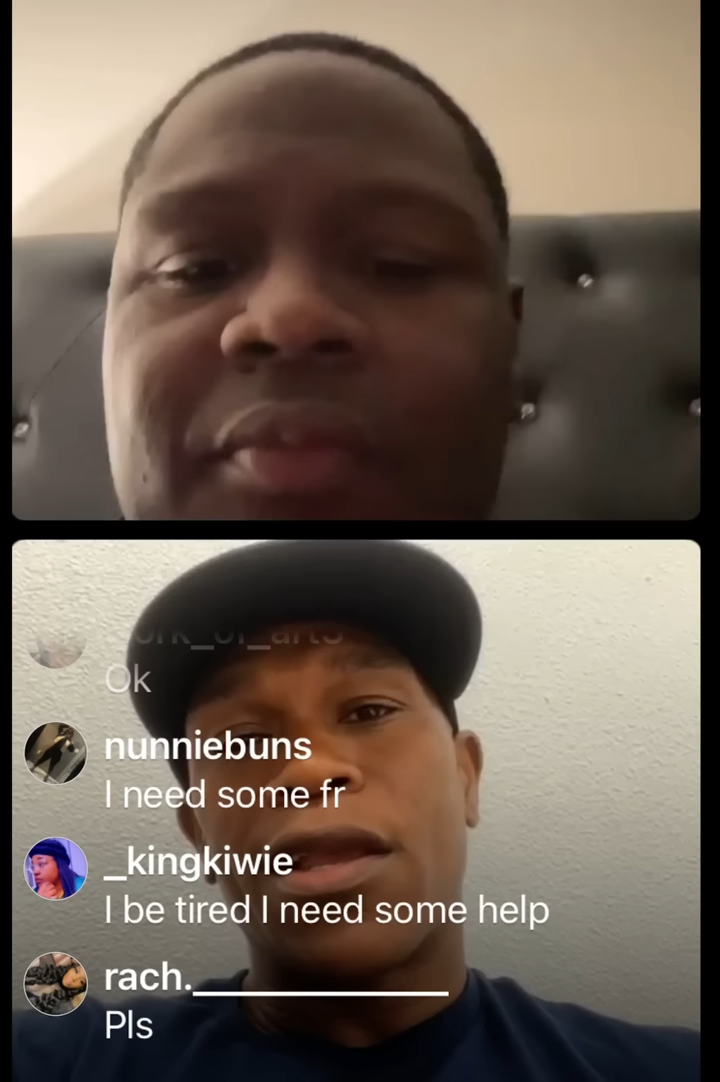 Ok
nunniebuns
I need some fr
_kingkiwie
I be tired I need some help
rach.______________
Pls